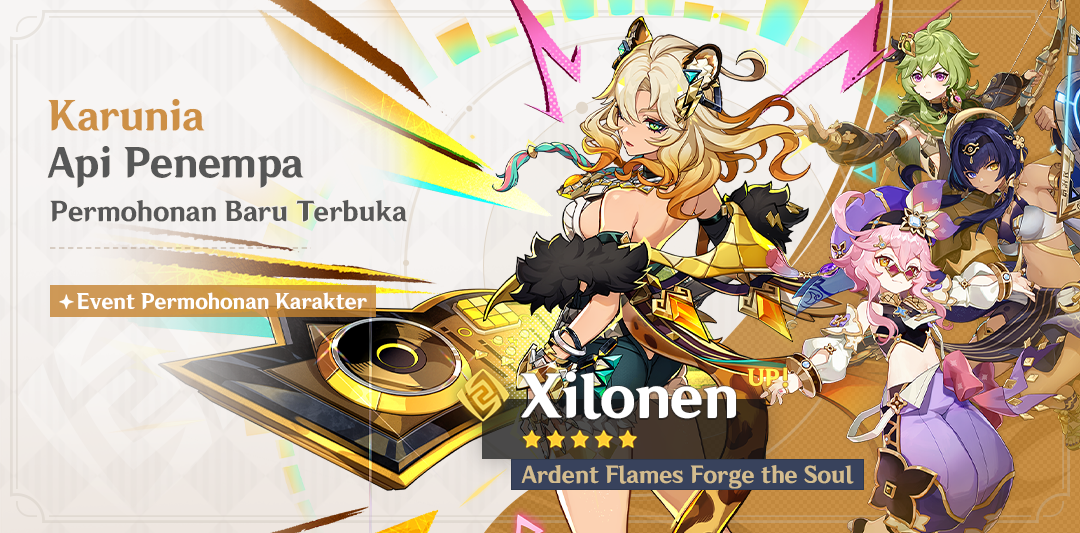 Karunia
Api Penempa
Permohonan Baru Terbuka
Event Permohonan Karakter
UP!
Xilonen
Ardent Flames Forge the Soul